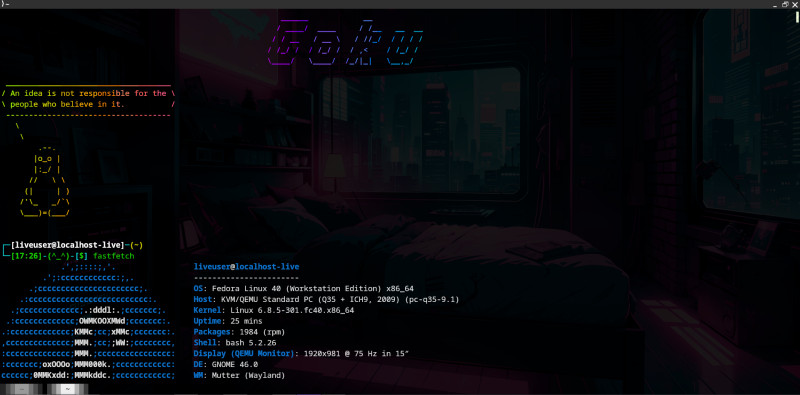 Goku
An idea is not responsible for the
people who believe in it.
[liveuser@localhost-live]-(~)
[17:26]-(^_^)-[$] fastfetch
liveuser@localhost-live
OS: Fedora Linux 40 (Workstation Edition) x86_64
Host: KVM/QEMU Standard PC (Q35 + ICH9, 2009) (pc-q35-9.1)
Kernel: Linux 6.8.5-301.fc40.x86_64
Uptime: 25 mins
Packages: 1984 (rpm)
Shell: bash 5.2.26
Display (QEMU Monitor): 1920x981 @ 75 Hz in 15"
DE: GNOME 46.0
WM: Mutter (Wayland)